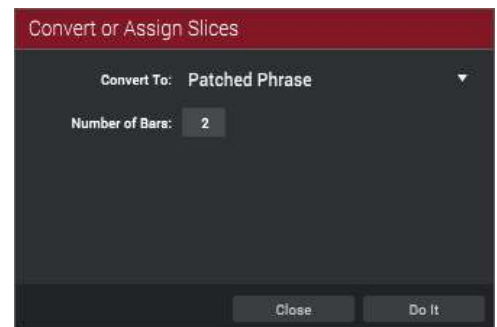 Convert or Assign Slices
Convert To: Patched Phrase
Number of Bars: 2
Close Do It